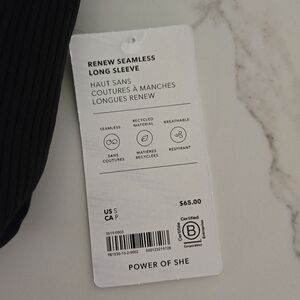 RENEW SEAMLESS
LONG SLEEVE
HAUT SANS
COUTURES À MANCHES
LONGUES RENEW
SEAMLESS
RECYCLED
MATERIAL
BREATHABLE
SANS
COUTURES
MATIÈRES
RECYCLÉES
RESPIRANT
$65.00
US S
CA P
Certified
B
Corporation
POWER OF SHE